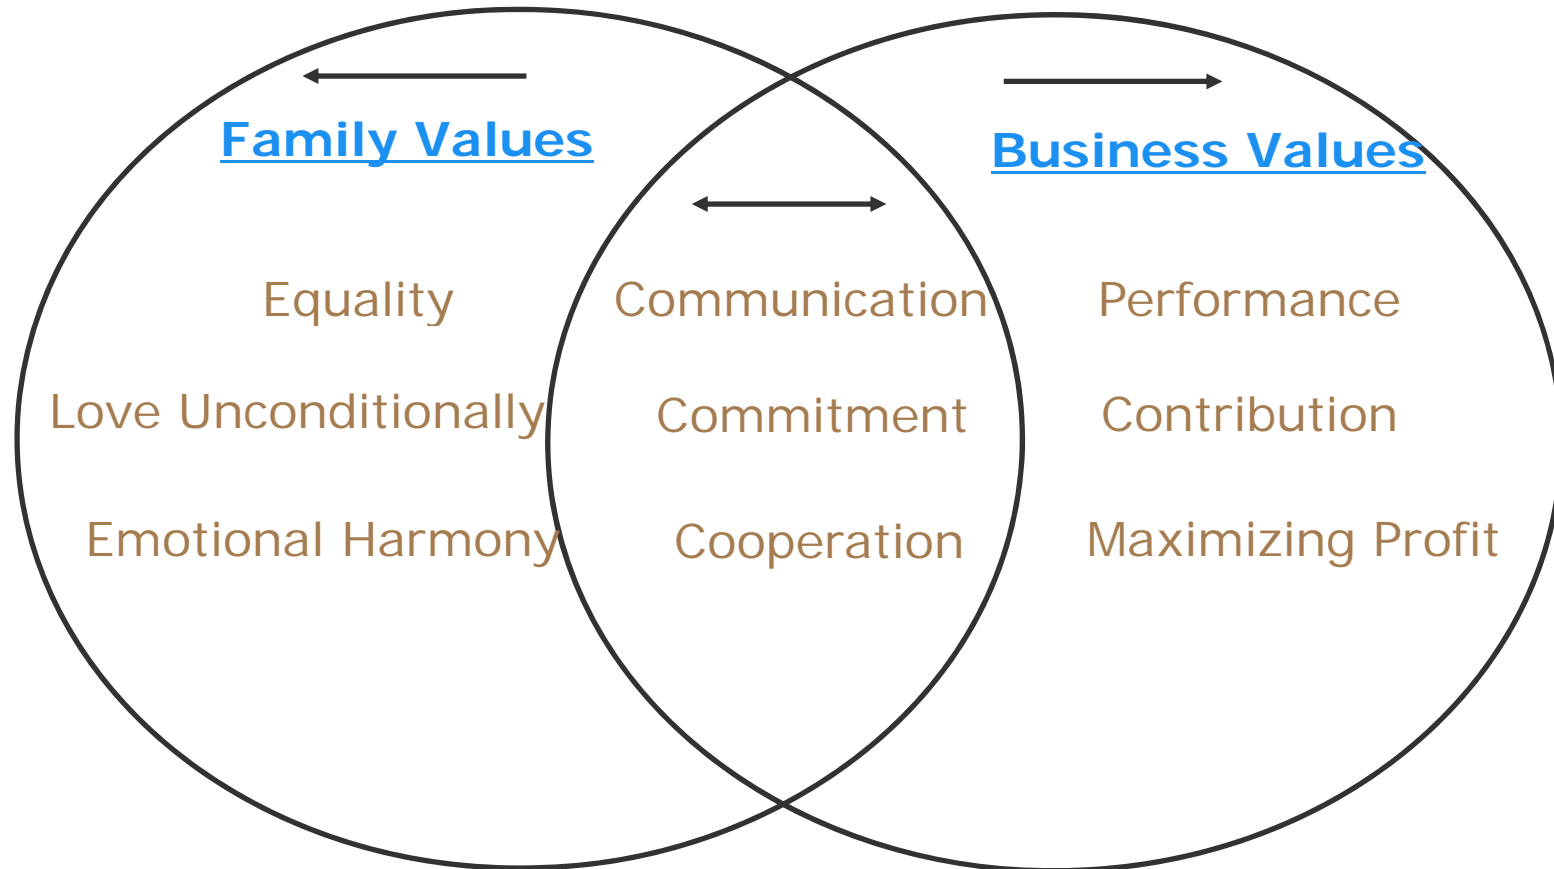 Family Values
Business Values
Equality
Communication
Performance
Love Unconditionally
Commitment
Contribution
Emotional Harmony
Cooperation
Maximizing Profit